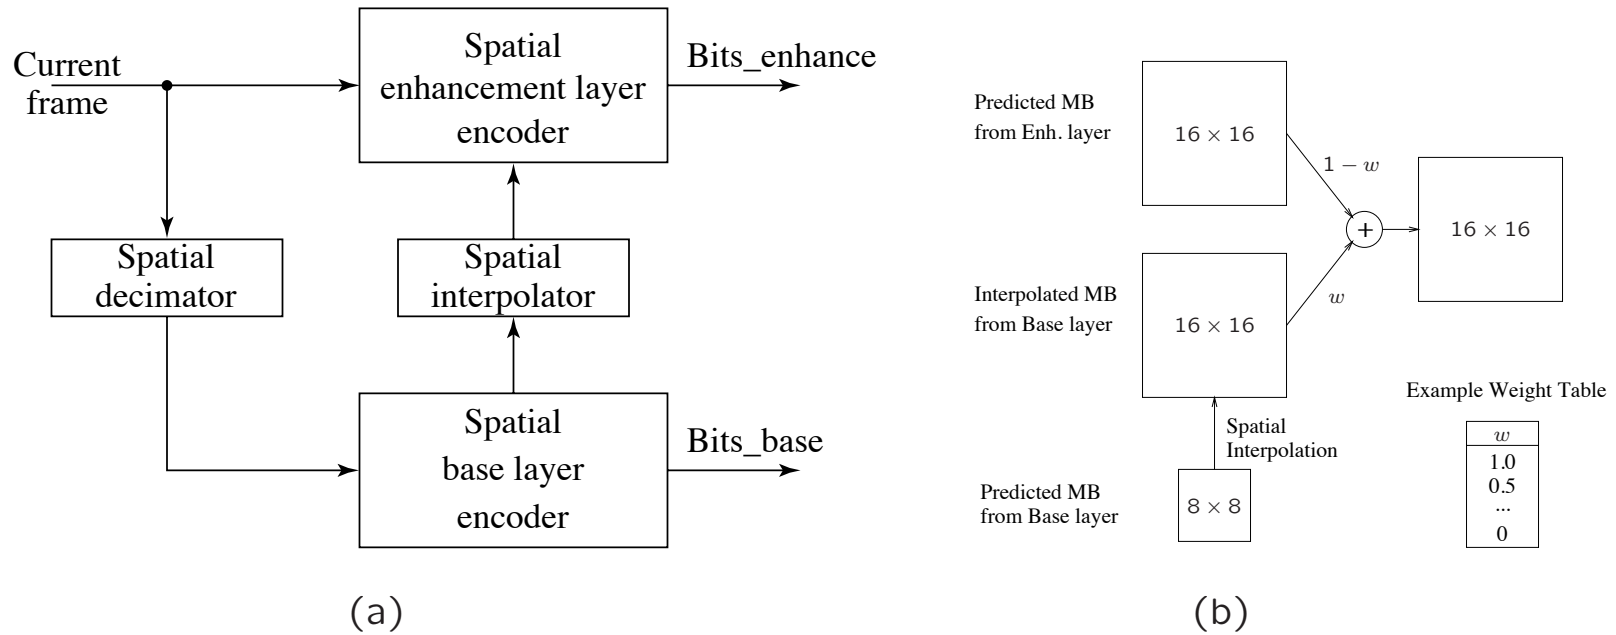 Current
frame
Spatial
enhancement layer
encoder
Bits_enhance
Spatial
decimator
Spatial
interpolator
Spatial
base layer
encoder
Bits_base
(a)
Predicted MB
from Enh. layer
16 × 16
1 − w
+
16 × 16
Interpolated MB
from Base layer
16 × 16
w
Spatial
Interpolation
Predicted MB
from Base layer
8 × 8
Example Weight Table
w
1.0
0.5
...
0
(b)